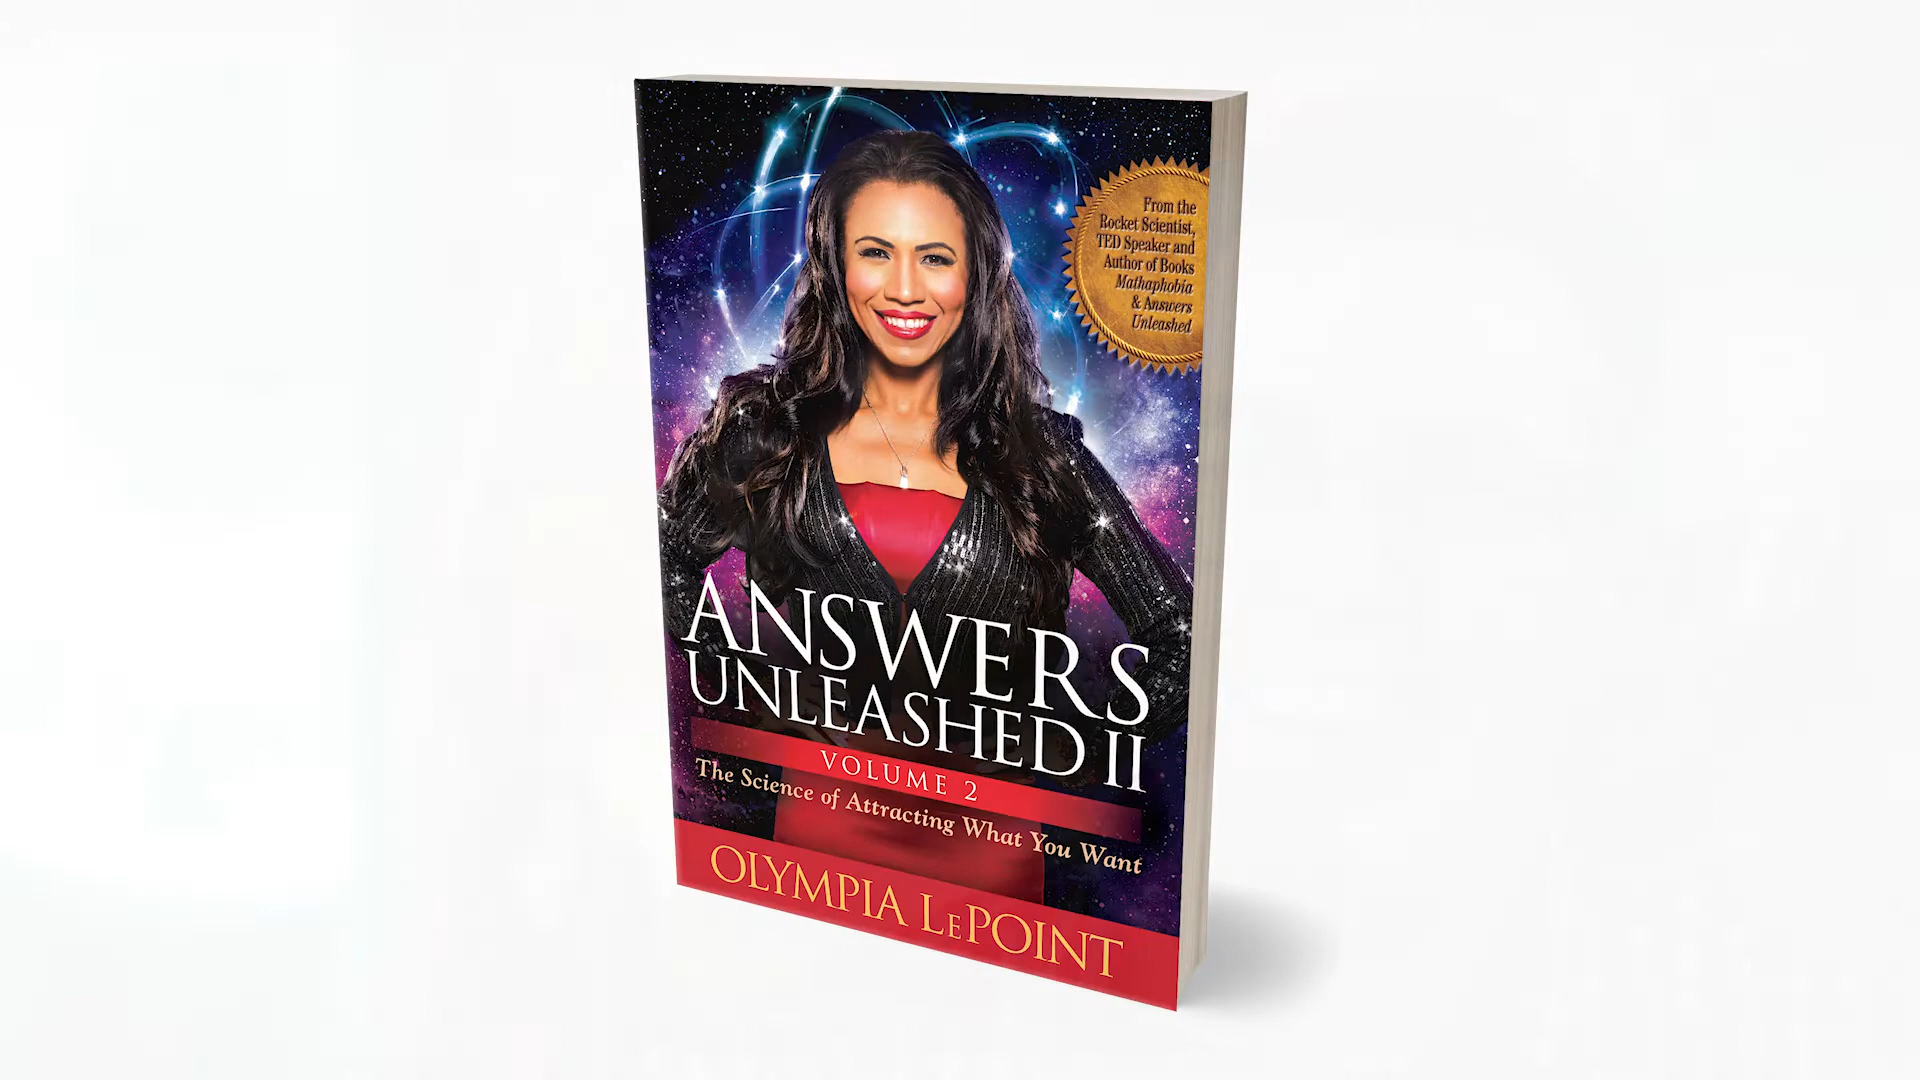 From the
Rocket Scientist,
TED Speaker and
Author of Books
Mathaphobia
& Answers
Unleashed
ANSWERS
UNLEASHED II
VOLUME 2
The Science of Attracting What You Want
OLYMPIA LePOINT